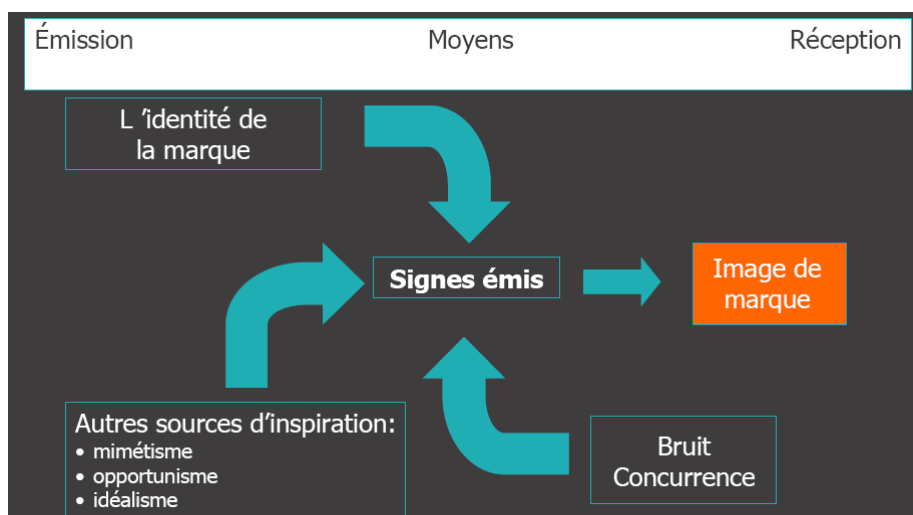 Émission Moyens Réception
L ’identité de
la marque
Signes émis
Image de
marque
Autres sources d’inspiration:
• mimétisme
• opportunisme
• idéalisme
Bruit
Concurrence